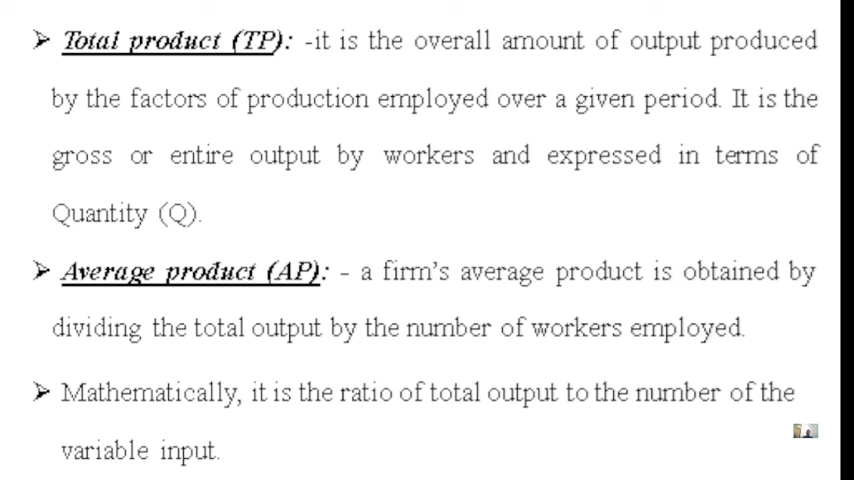 ➢ Total product (TP): -it is the overall amount of output produced
by the factors of production employed over a given period. It is the
gross or entire output by workers and expressed in terms of
Quantity (Q).
➢ Average product (AP): - a firm's average product is obtained by
dividing the total output by the number of workers employed.
➢ Mathematically, it is the ratio of total output to the number of the
variable input.